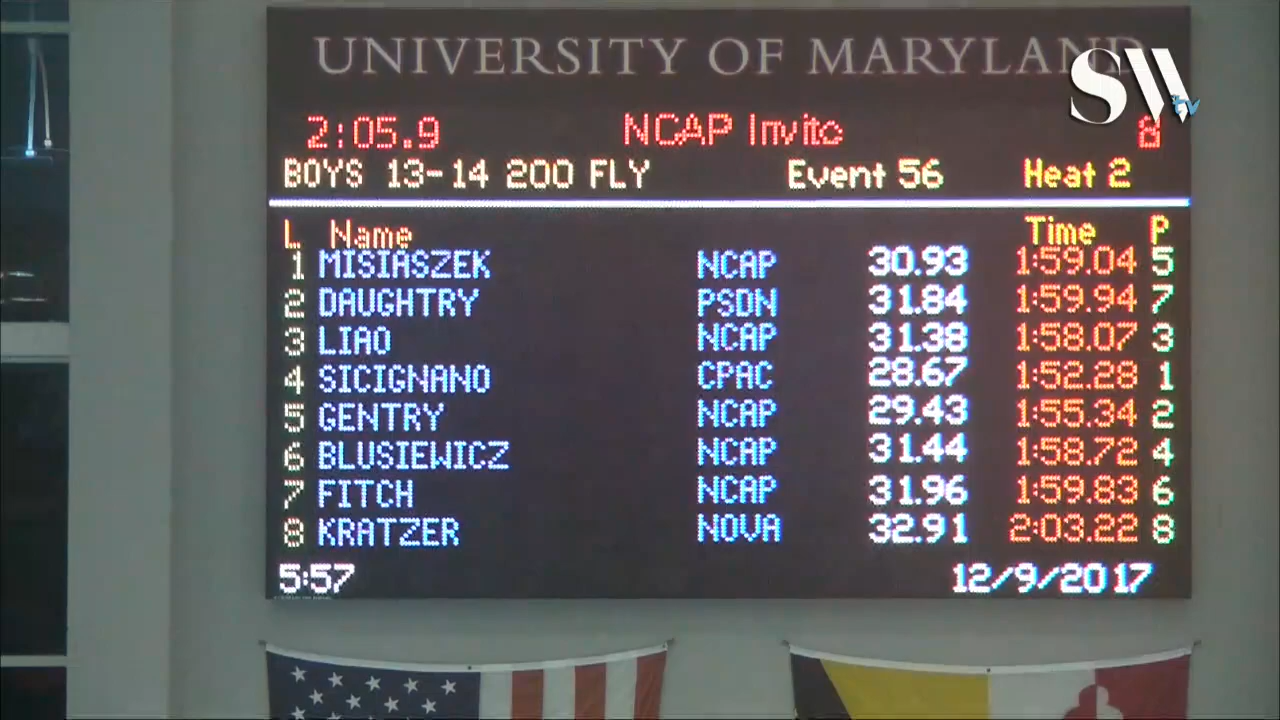 UNIVERSITY OF MARYLAND
SW tv
2:05.9 NCAP Invite 8
BOYS 13-14 200 FLY Event 56 Heat 2
L Name Time P
1 MISIASZEK NCAP 30.93 1:59.04 5
2 DAUGHTRY PSDN 31.84 1:59.94 7
3 LIAO NCAP 31.38 1:58.07 3
4 SICIGNANO CPAC 28.67 1:52.28 1
5 GENTRY NCAP 29.43 1:55.34 2
6 BLUSIEWICZ NCAP 31.44 1:58.72 4
7 FITCH NCAP 31.96 1:59.83 6
8 KRATZER NOVA 32.91 2:03.22 8
5:57 12/9/2017